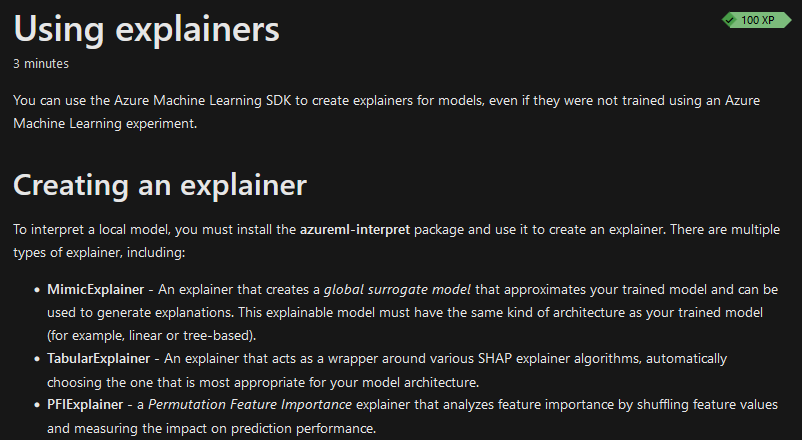 Using explainers
100 XP
3 minutes
You can use the Azure Machine Learning SDK to create explainers for models, even if they were not trained using an Azure
Machine Learning experiment.
Creating an explainer
To interpret a local model, you must install the azureml-interpret package and use it to create an explainer. There are multiple
types of explainer, including:
• MimicExplainer - An explainer that creates a global surrogate model that approximates your trained model and can be
used to generate explanations. This explainable model must have the same kind of architecture as your trained model
(for example, linear or tree-based).
• TabularExplainer - An explainer that acts as a wrapper around various SHAP explainer algorithms, automatically
choosing the one that is most appropriate for your model architecture.
• PFIExplainer - a Permutation Feature Importance explainer that analyzes feature importance by shuffling feature values
and measuring the impact on prediction performance.